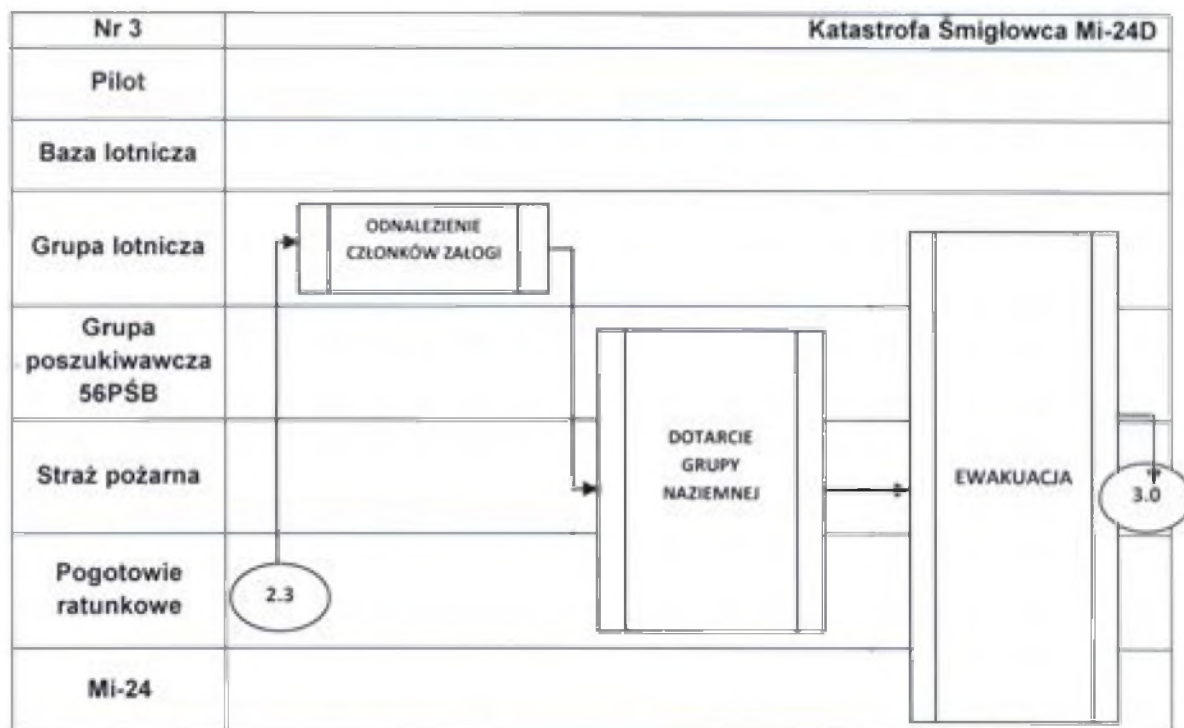 Nr 3
Katastrofa Śmigłowca Mi-24D
Pilot
Baza lotnicza
Grupa lotnicza
ODNALEZIENIE
CZŁONKÓW ZAŁOGI
Grupa
poszukiwawcza
56PŚB
Straż pożarna
DOTARCIE
GRUPY
NAZIEMNEJ
EWAKUACJA
3.0
Pogotowie
ratunkowe
2.3
Mi-24